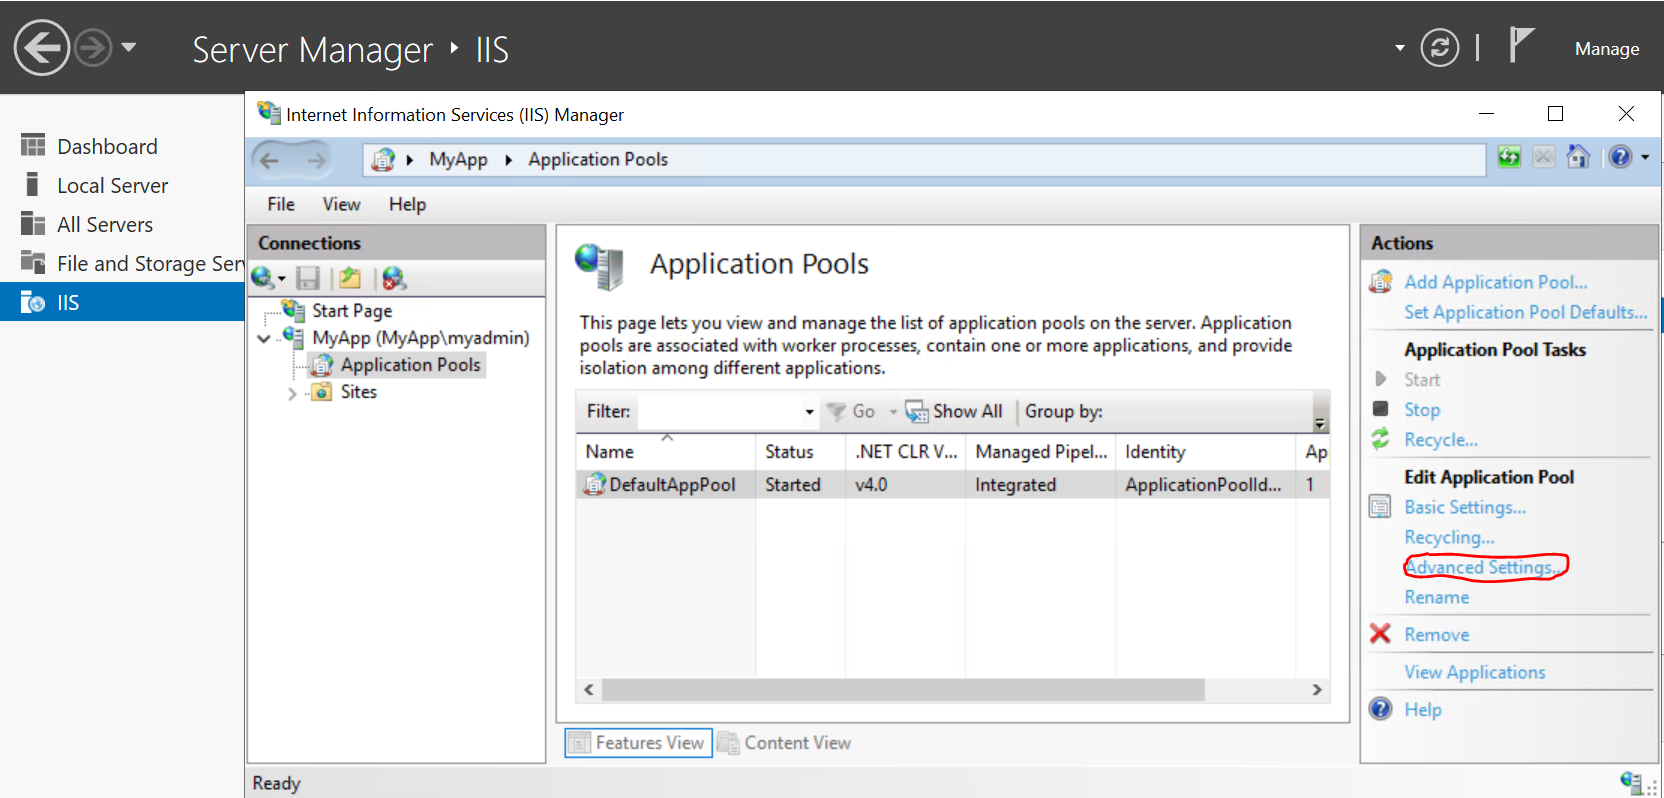 Server Manager IIS
Manage
Dashboard
Local Server
All Servers
File and Storage Ser
IIS
Internet Information Services (IIS) Manager
MyApp Application Pools
File View Help
Connections
Start Page
MyApp (MyApp\myadmin)
Application Pools
Sites
Application Pools
This page lets you view and manage the list of application pools on the server. Application
pools are associated with worker processes, contain one or more applications, and provide
isolation among different applications.
Filter: Go Show All Group by:
Name Status .NET CLR V... Managed Pipel... Identity Ap
DefaultAppPool Started v4.0 Integrated ApplicationPoolId... 1
Features View Content View
Actions
Add Application Pool...
Set Application Pool Defaults...
Application Pool Tasks
Start
Stop
Recycle...
Edit Application Pool
Basic Settings...
Recycling...
Advanced Settings...
Rename
Remove
View Applications
Help
Ready